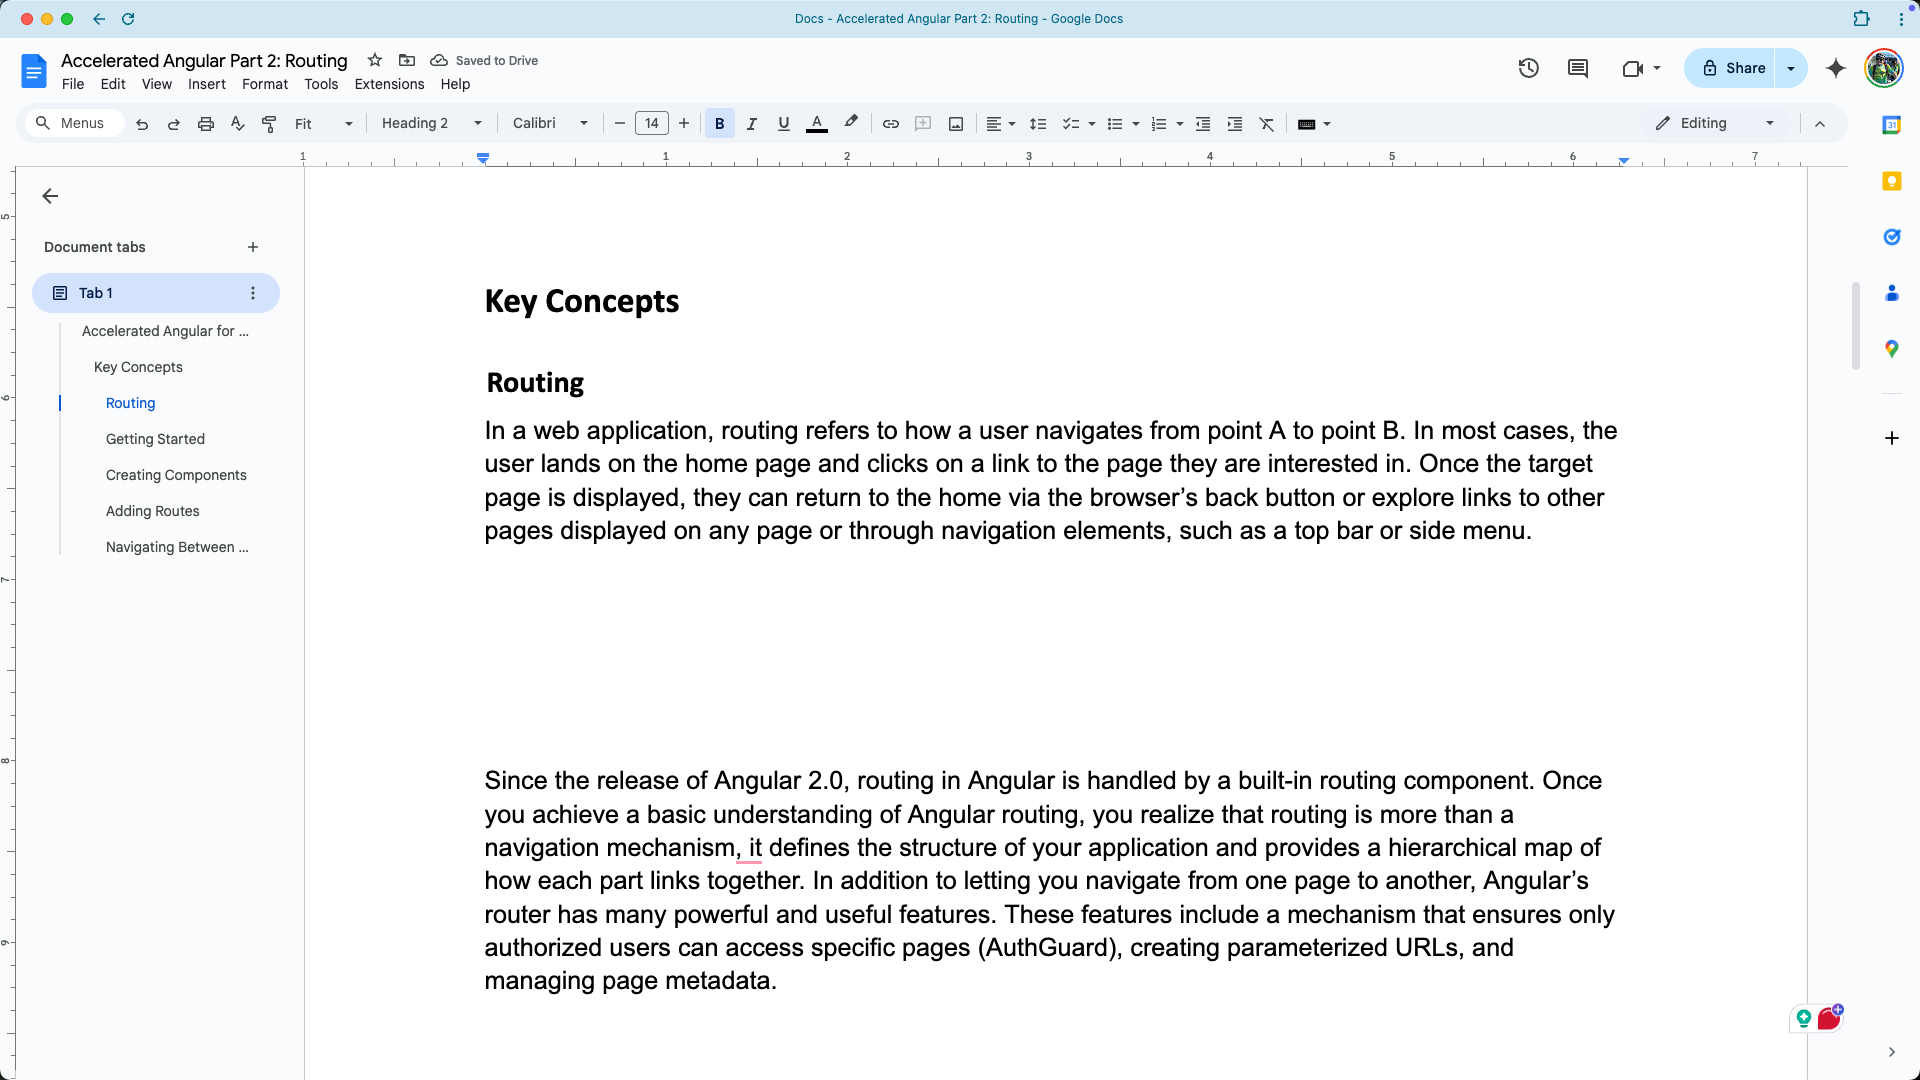 Docs - Accelerated Angular Part 2: Routing - Google Docs
Accelerated Angular Part 2: Routing
Saved to Drive
File Edit View Insert Format Tools Extensions Help
Share
Menus
Fit
Heading 2
Calibri
14
B I U A
Editing
31
1 1 2 3 4 5 6 7
5
6
7
8
9
Document tabs
Tab 1
Accelerated Angular for ...
Key Concepts
Routing
Getting Started
Creating Components
Adding Routes
Navigating Between ...
Key Concepts
Routing
In a web application, routing refers to how a user navigates from point A to point B. In most cases, the
user lands on the home page and clicks on a link to the page they are interested in. Once the target
page is displayed, they can return to the home via the browser’s back button or explore links to other
pages displayed on any page or through navigation elements, such as a top bar or side menu.
Since the release of Angular 2.0, routing in Angular is handled by a built-in routing component. Once
you achieve a basic understanding of Angular routing, you realize that routing is more than a
navigation mechanism, it defines the structure of your application and provides a hierarchical map of
how each part links together. In addition to letting you navigate from one page to another, Angular’s
router has many powerful and useful features. These features include a mechanism that ensures only
authorized users can access specific pages (AuthGuard), creating parameterized URLs, and
managing page metadata.